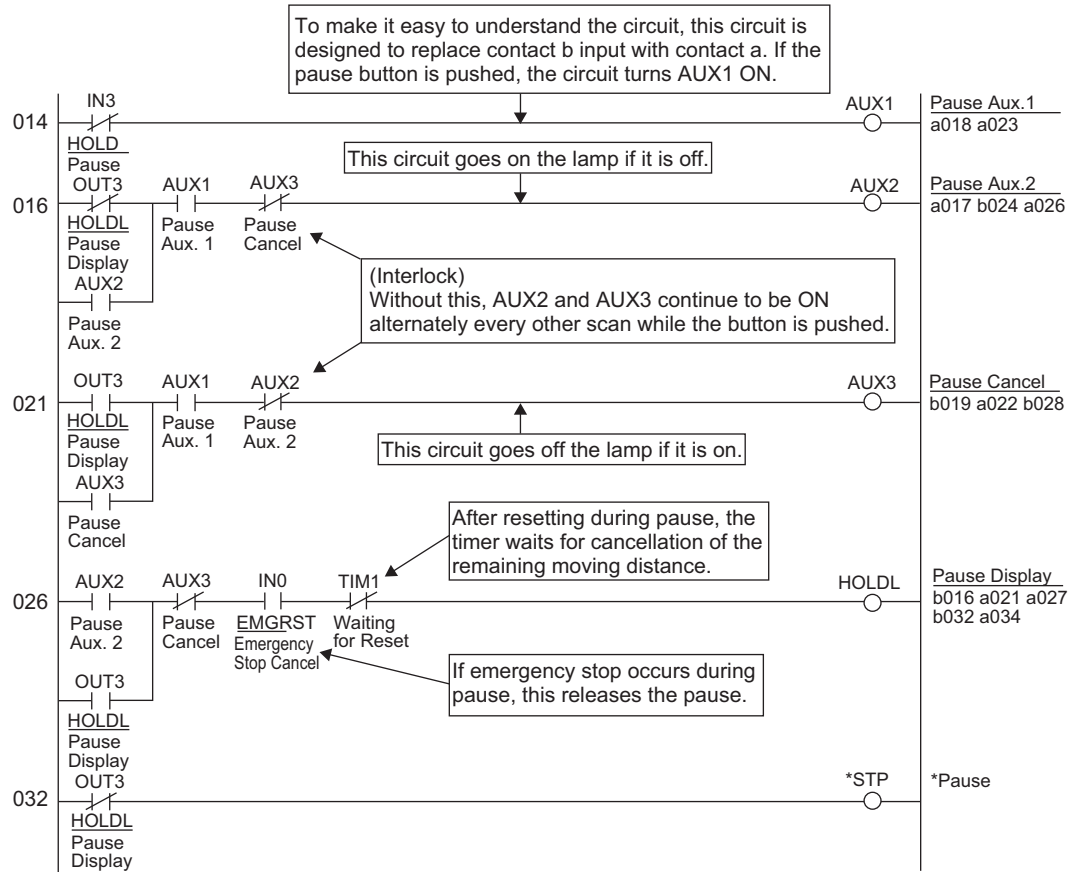 To make it easy to understand the circuit, this circuit is
designed to replace contact b input with contact a. If the
pause button is pushed, the circuit turns AUX1 ON.
IN3
AUX1
Pause Aux.1
014
a018 a023
HOLD
Pause
This circuit goes on the lamp if it is off.
OUT3
AUX1
AUX3
AUX2
Pause Aux.2
016
a017 b024 a026
HOLDL
Pause
Display
Pause
Aux. 1
Pause
Cancel
AUX2
Pause
Aux. 2
(Interlock)
Without this, AUX2 and AUX3 continue to be ON
alternately every other scan while the button is pushed.
OUT3
AUX1
AUX2
AUX3
Pause Cancel
021
b019 a022 b028
HOLDL
Pause
Display
Pause
Aux. 1
Pause
Aux. 2
This circuit goes off the lamp if it is on.
AUX3
Pause
Cancel
After resetting during pause, the
timer waits for cancellation of the
remaining moving distance.
AUX2
AUX3
IN0
TIM1
HOLDL
Pause Display
026
b016 a021 a027
b032 a034
Pause
Aux. 2
Pause
Cancel
EMGRST
Emergency
Stop Cancel
Waiting
for Reset
If emergency stop occurs during
pause, this releases the pause.
OUT3
HOLDL
Pause
Display
OUT3
*STP
*Pause
032
HOLDL
Pause
Display